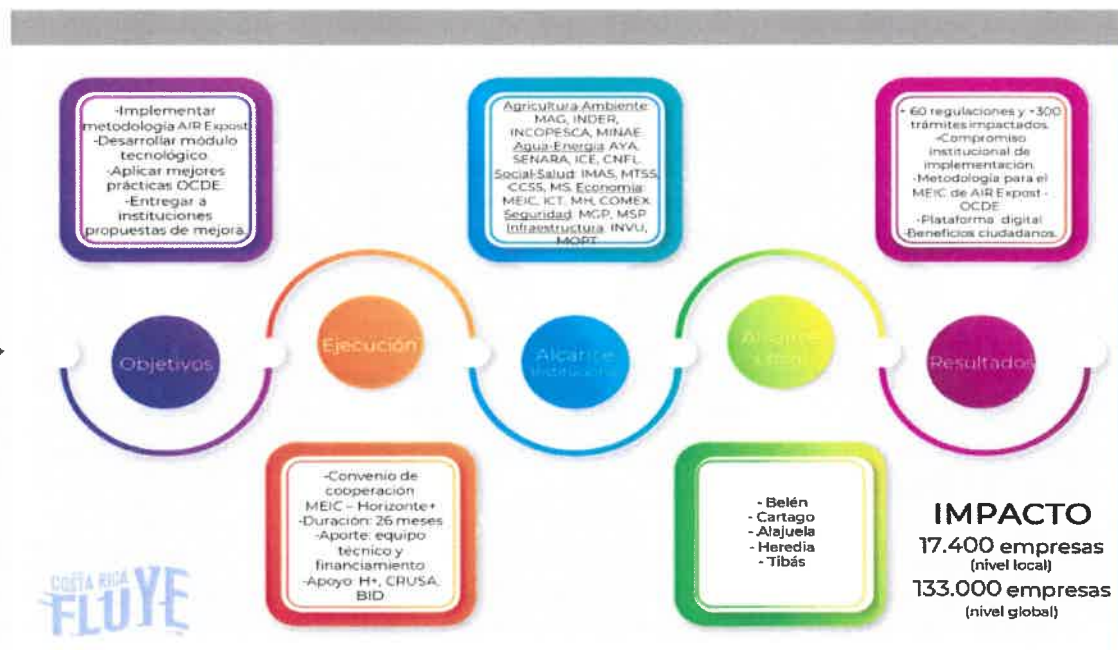 -Implementar
metodología AIR Expost
-Desarrollar módulo
tecnológico.
-Aplicar mejores
prácticas OCDE.
-Entregar a
instituciones
propuestas de mejora.
Agricultura-Ambiente:
MAG, INDER,
INCOPESCA, MINAE.
Agua-Energía: AYA,
SENARA, ICE, CNFL.
Social-Salud: IMAS, MTSS,
CCSS, MS. Economía:
MEIC, ICT, MH, COMEX.
Seguridad: MGP, MSP.
Infraestructura: INVU,
MOPT.
+ 60 regulaciones y +300
trámites impactados.
-Compromiso
institucional de
implementación.
-Metodología para el
MEIC de AIR Expost -
OCDE
-Plataforma digital
-Beneficios ciudadanos.
Objetivos
Ejecución
Alcance
Alcance
Resultados
-Convenio de
cooperación
MEIC – Horizonte+
-Duración: 26 meses
-Aporte: equipo
técnico y
financiamiento
-Apoyo: H+, CRUSA,
BID
- Belén
- Cartago
- Alajuela
- Heredia
- Tibás
IMPACTO
17.400 empresas
(nivel local)
133.000 empresas
(nivel global)
COSTA RICA
FLUYE